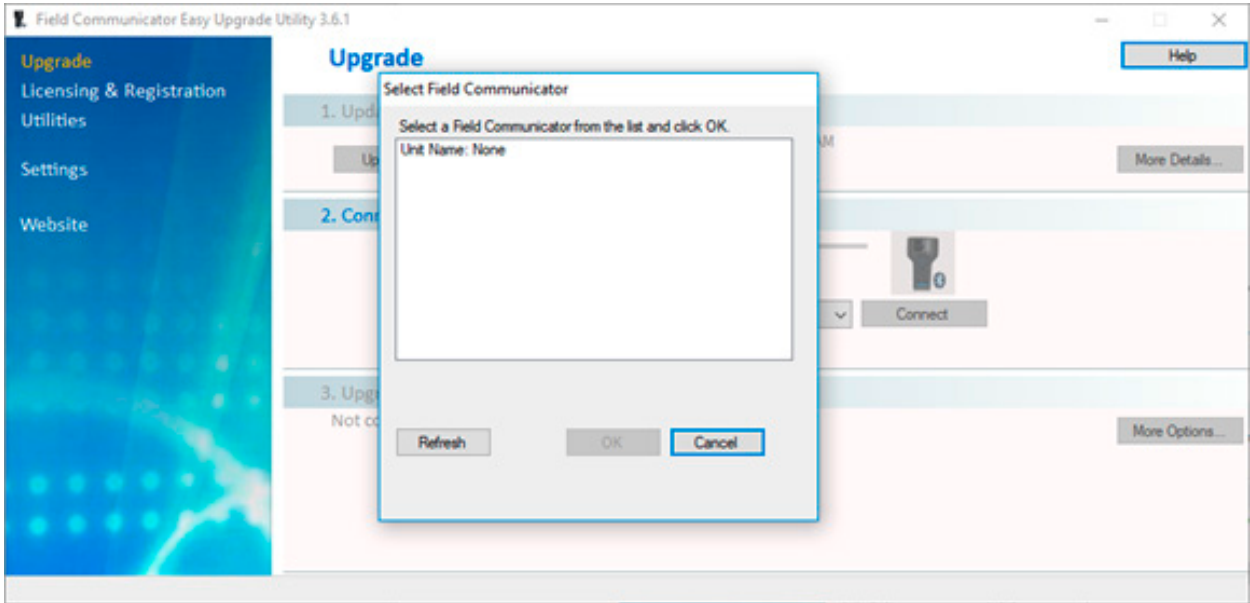 Field Communicator Easy Upgrade Utility 3.6.1
Upgrade
Licensing & Registration
Utilities
Settings
Website
Upgrade
Help
1. Upd
Up
AM
More Details...
2. Conn
Connect
3. Upg
Not co
More Options...
Select Field Communicator
Select a Field Communicator from the list and click OK.
Unit Name: None
Refresh
OK
Cancel